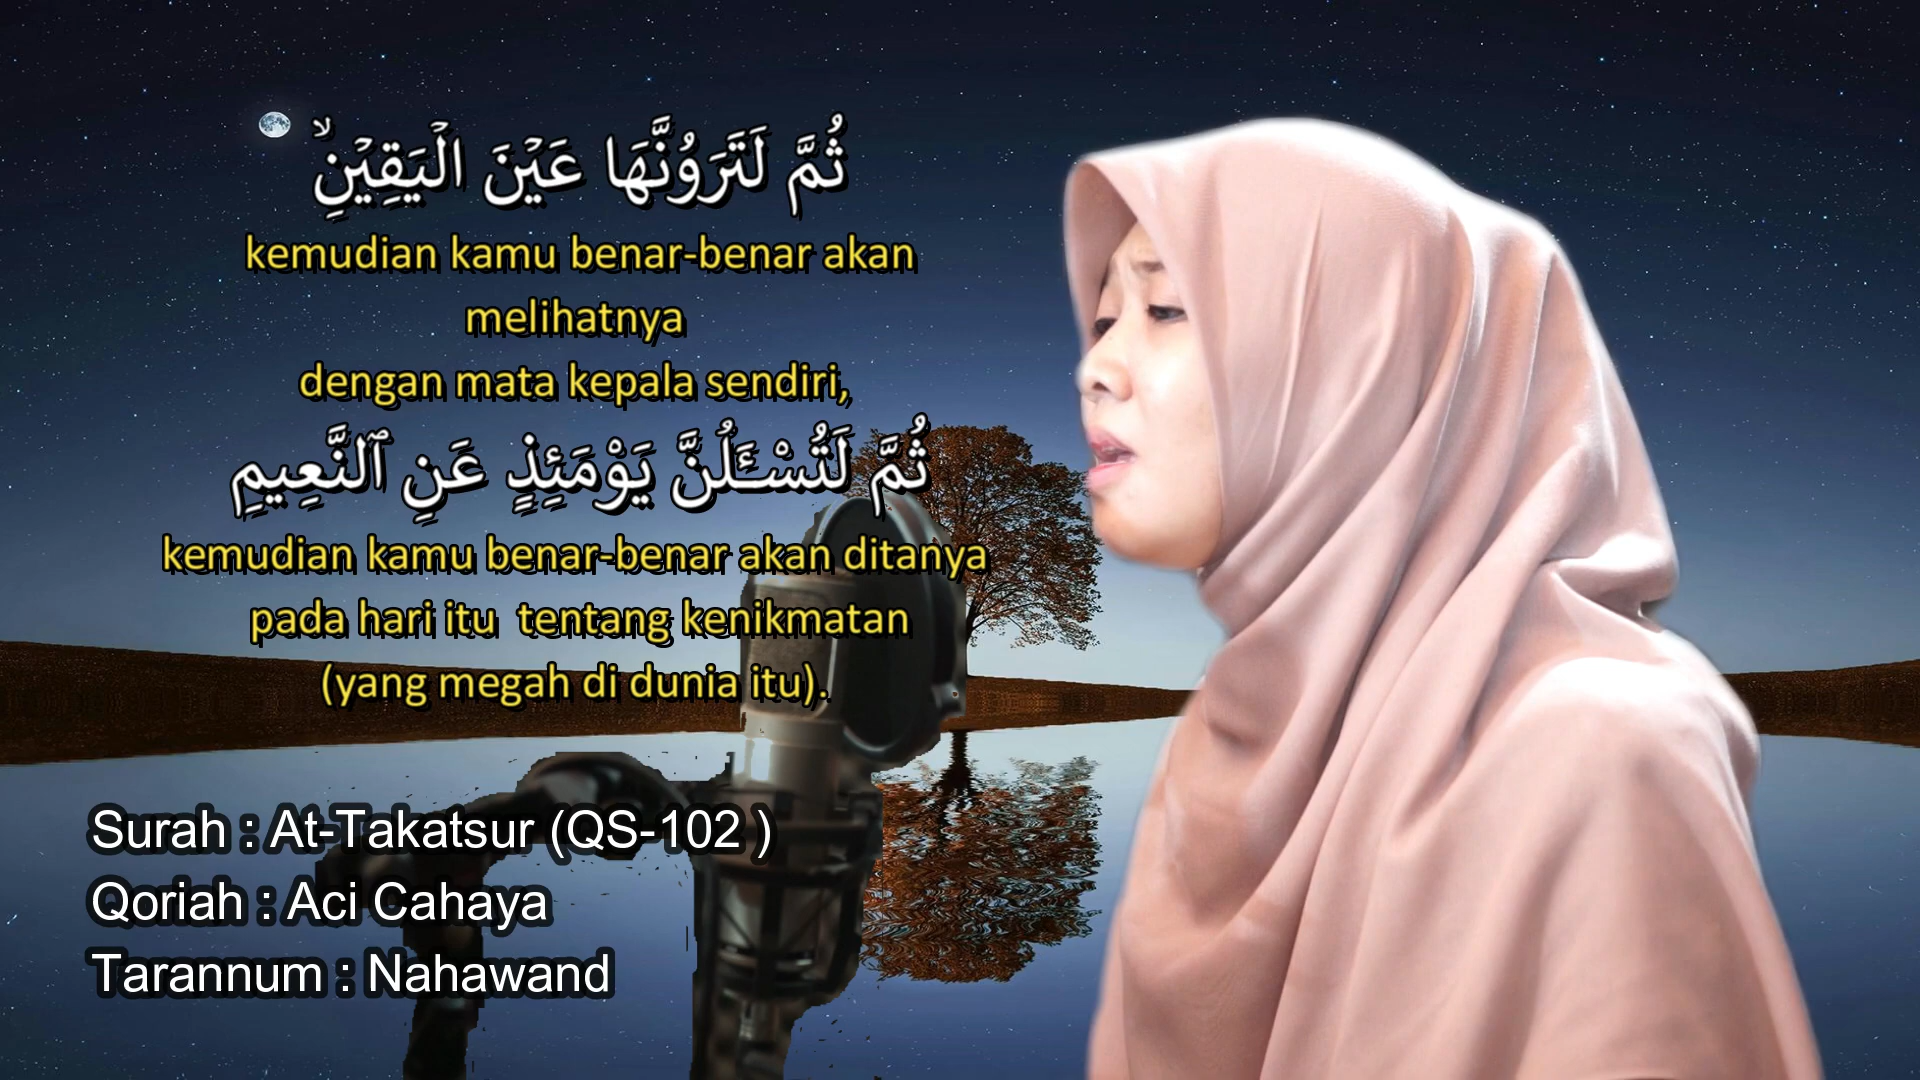 ثُمَّ لَتَرَوُنَّهَا عَيْنَ الْيَقِيْنِۙ
kemudian kamu benar-benar akan
melihatnya
dengan mata kepala sendiri,
ثُمَّ لَتُسْـَٔلُنَّ يَوْمَئِذٍ عَنِ ٱلنَّعِيمِ
kemudian kamu benar-benar akan ditanya
pada hari itu tentang kenikmatan
(yang megah di dunia itu).
Surah : At-Takatsur (QS-102 )
Qoriah : Aci Cahaya
Tarannum : Nahawand